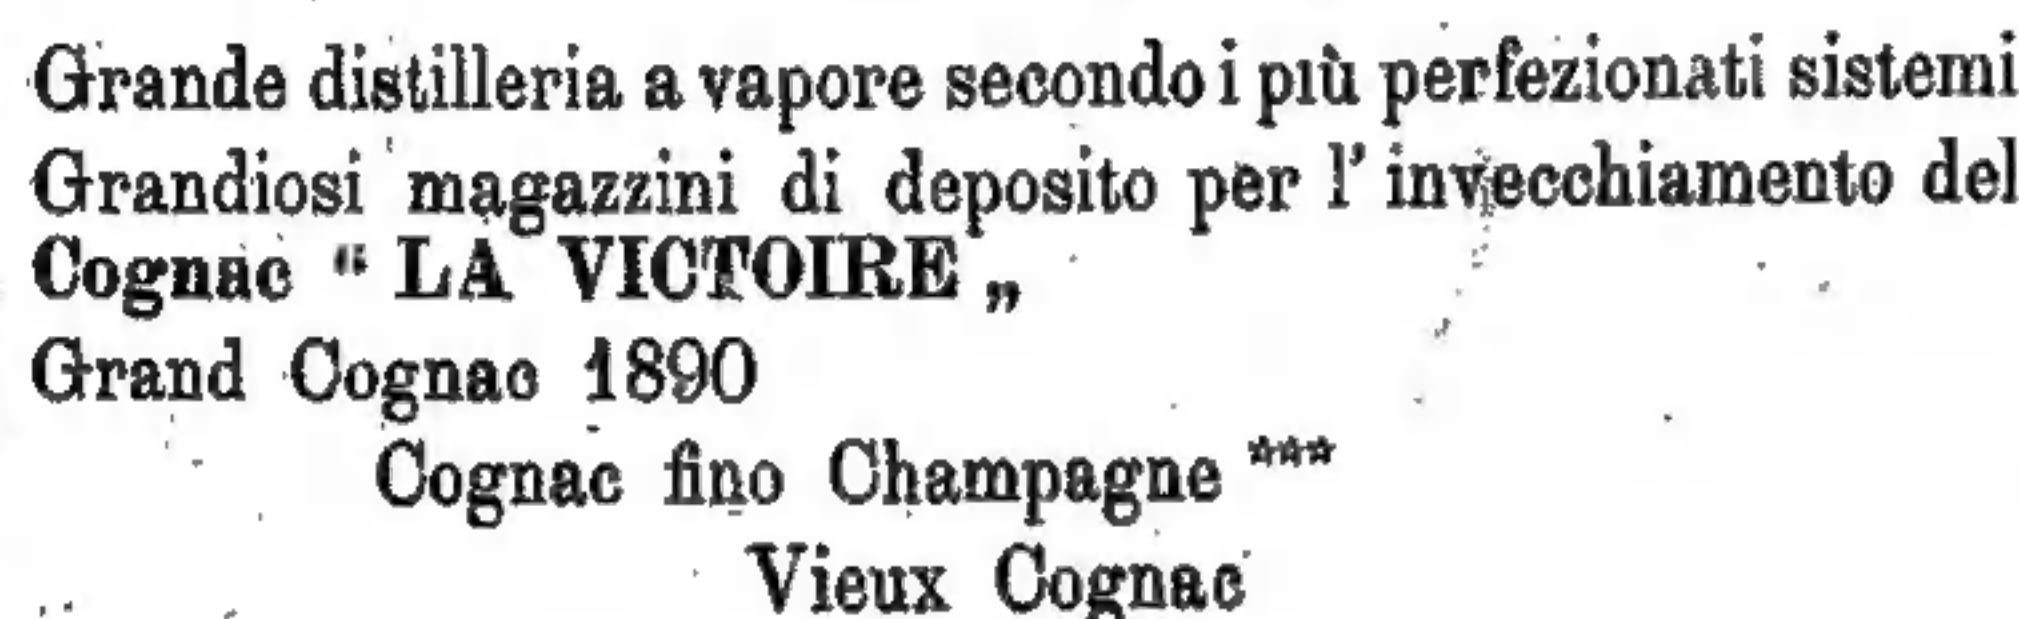 Grande distilleria a vapore secondo i più perfezionati sistemi
Grandiosi magazzini di deposito per l' invecchiamento del
Cognac “ LA VICTOIRE „
Grand Cognac 1890
Cognac fino Champagne ***
Vieux Cognac